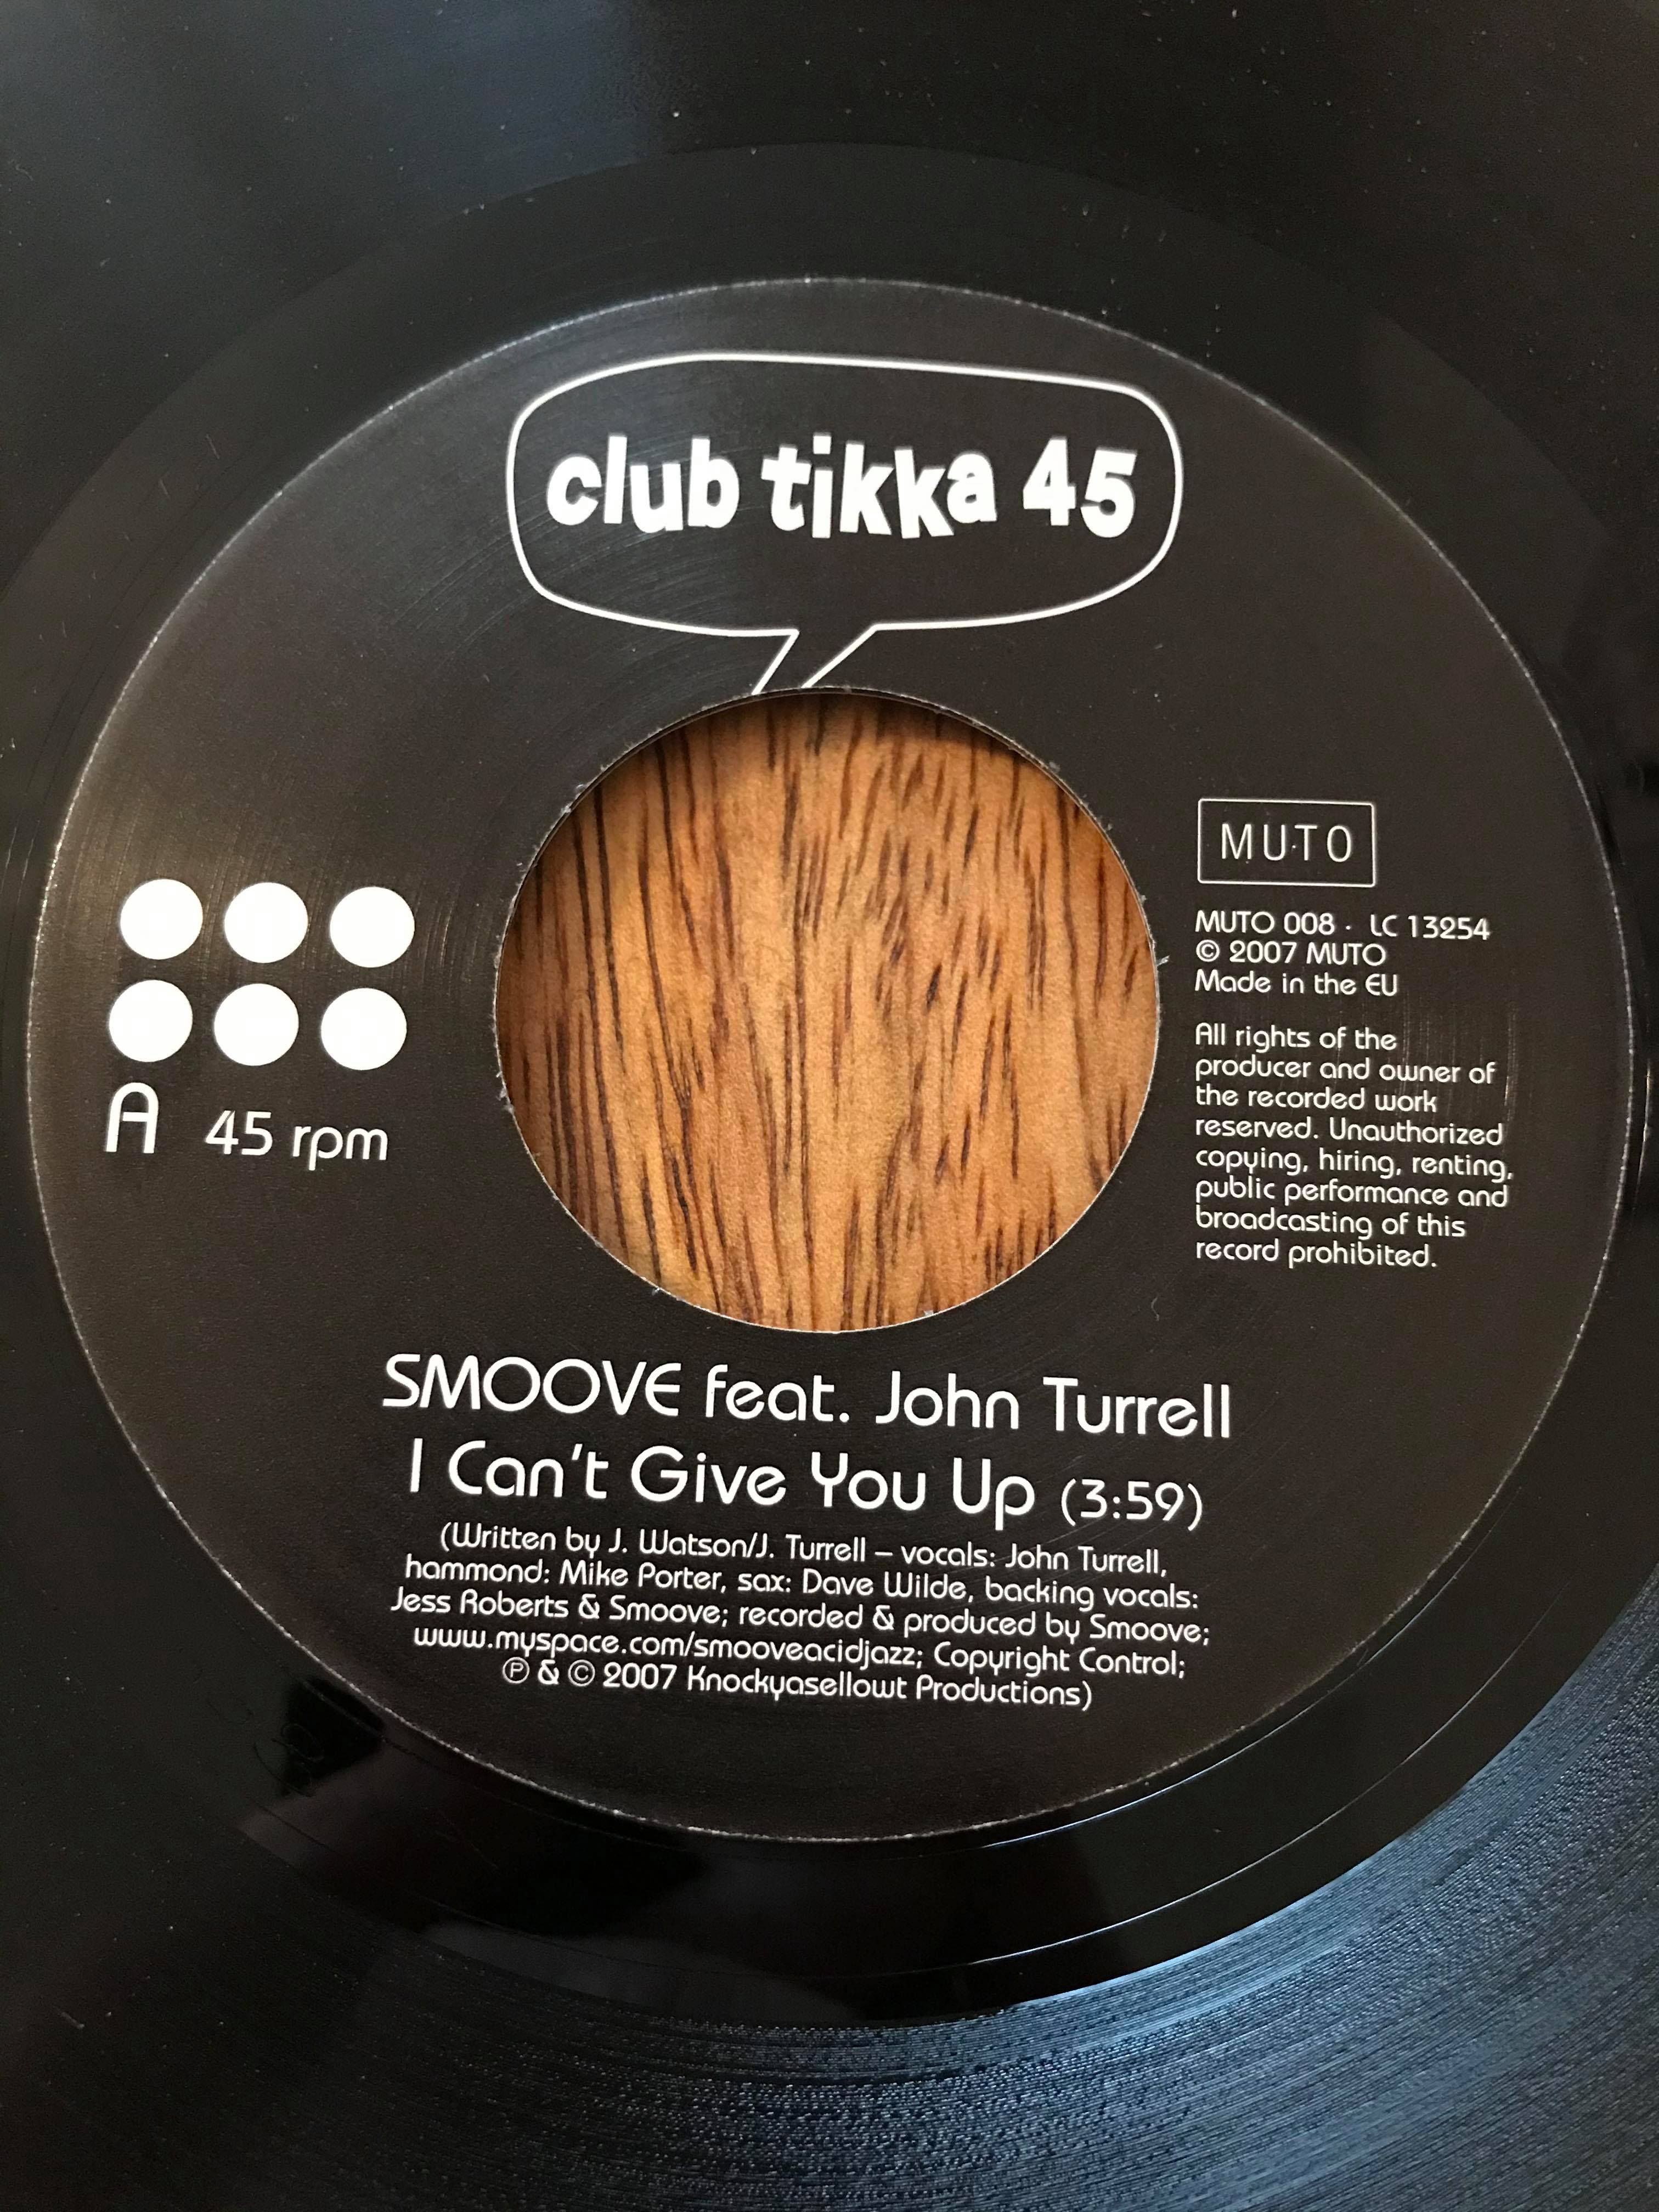 club tikka 45
MUTO
MUTO 008 · LC 13254
© 2007 MUTO
Made in the EU
All rights of the
producer and owner of
the recorded work
reserved. Unauthorized
copying, hiring, renting,
public performance and
broadcasting of this
record prohibited.
A 45 rpm
SMOOVE feat. John Turrell
I Can't Give You Up (3:59)
(Written by J. Watson/J. Turrell – vocals: John Turrell,
hammond: Mike Porter, sax: Dave Wilde, backing vocals:
Jess Roberts & Smoove; recorded & produced by Smoove;
www.myspace.com/smooveacidjazz; Copyright Control;
℗ & © 2007 Knockyasellowt Productions)